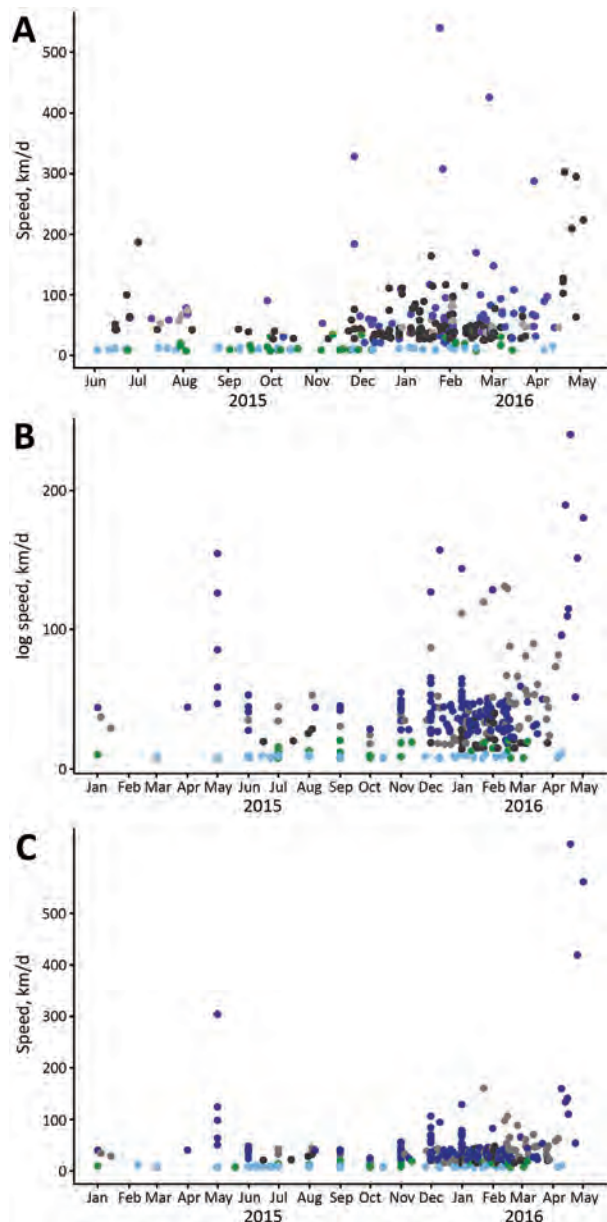 A
500
400
300
200
100
0
Speed, km/d
Jun Jul Aug Sep Oct Nov Dec Jan Feb Mar Apr May
2015 2016
B
200
100
0
log speed, km/d
Jan Feb Mar Apr May Jun Jul Aug Sep Oct Nov Dec Jan Feb Mar Apr May
2015 2016
C
500
400
300
200
100
0
Speed, km/d
Jan Feb Mar Apr May Jun Jul Aug Sep Oct Nov Dec Jan Feb Mar Apr May
2015 2016